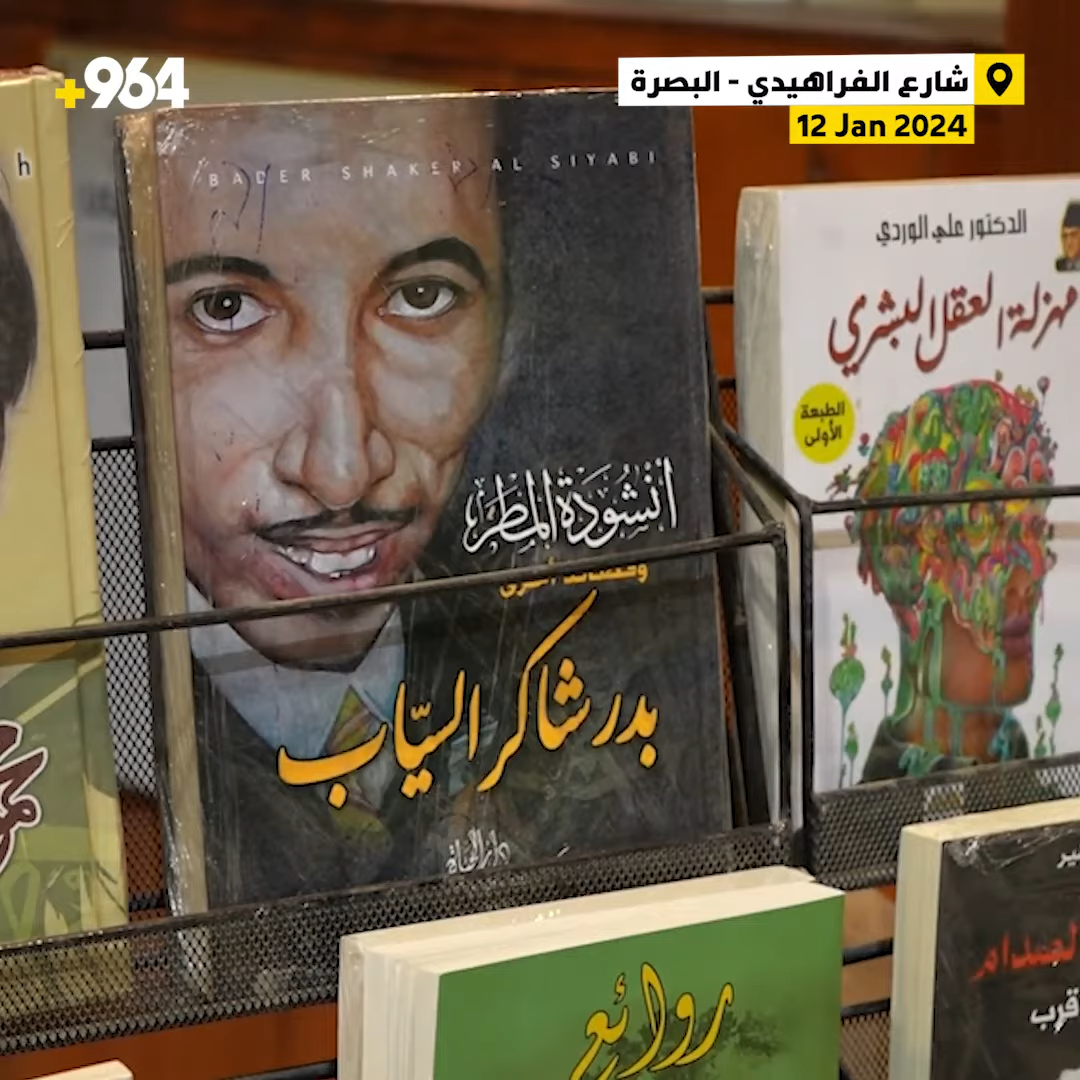 +964
شارع الفراهيدي - البصرة
12 Jan 2024
h
BADER SHAKER AL SIYABI
أنشودة المطر
بدر شاكر السيّاب
الدكتور علي الوردي
مهزلة العقل البشري
الطبعة
الأولى
روائع
قرب